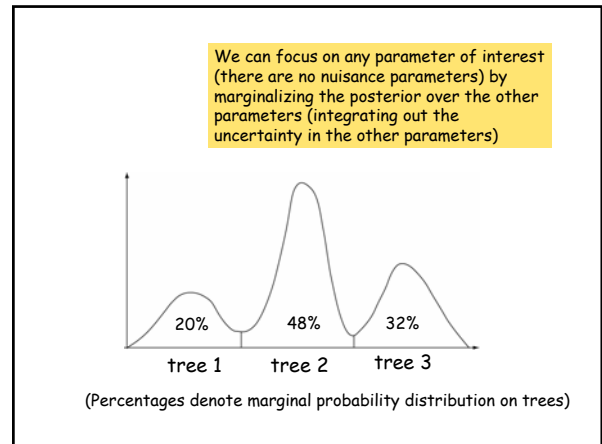 We can focus on any parameter of interest
(there are no nuisance parameters) by
marginalizing the posterior over the other
parameters (integrating out the
uncertainty in the other parameters)
20% 48% 32%
tree 1 tree 2 tree 3
(Percentages denote marginal probability distribution on trees)